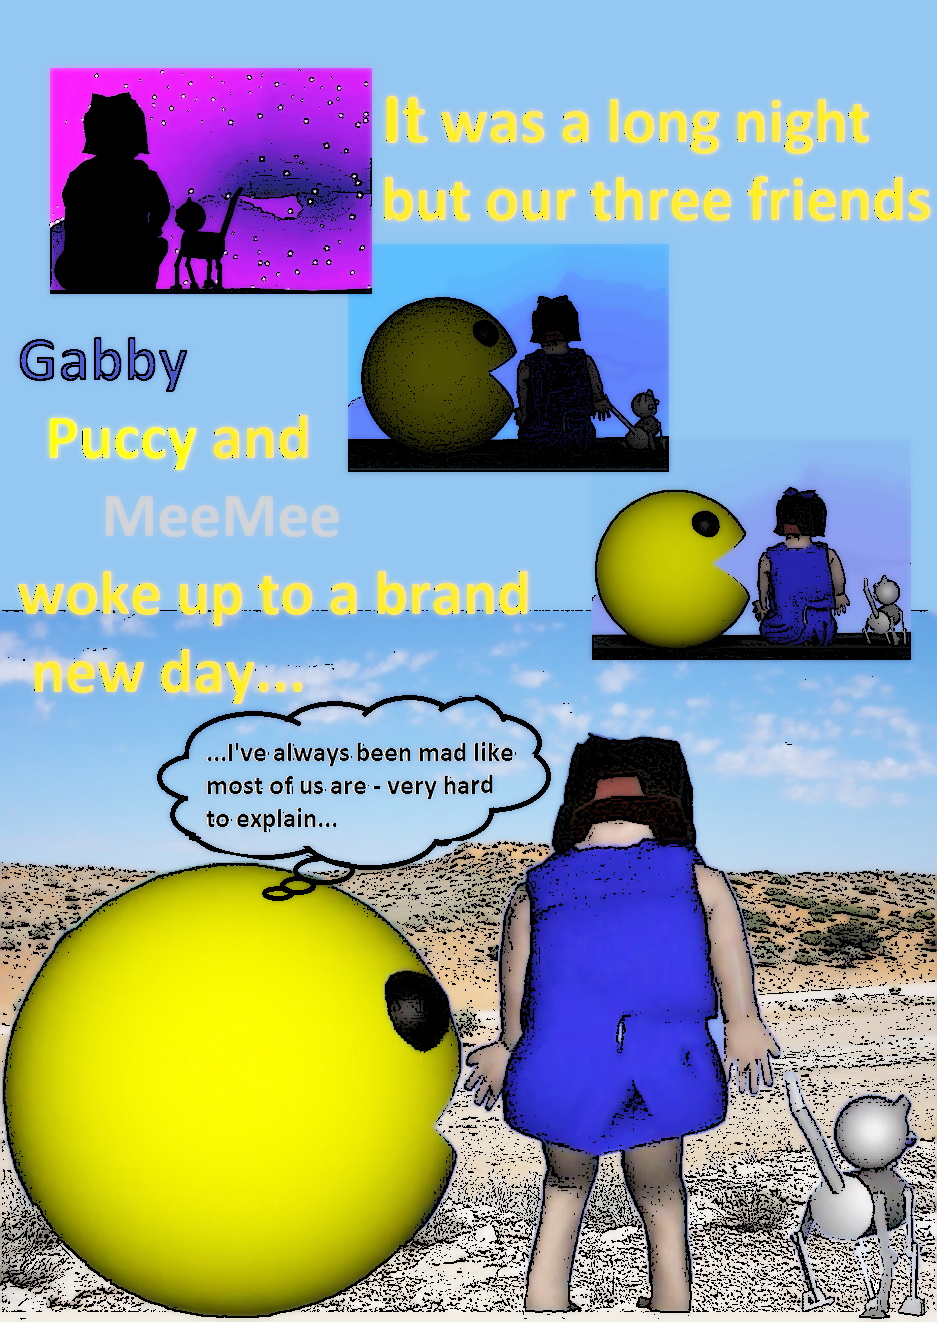 It was a long night
but our three friends
Gabby
Puccy and
MeeMee
woke up to a brand
new day...
...I've always been mad like
most of us are - very hard
to explain...